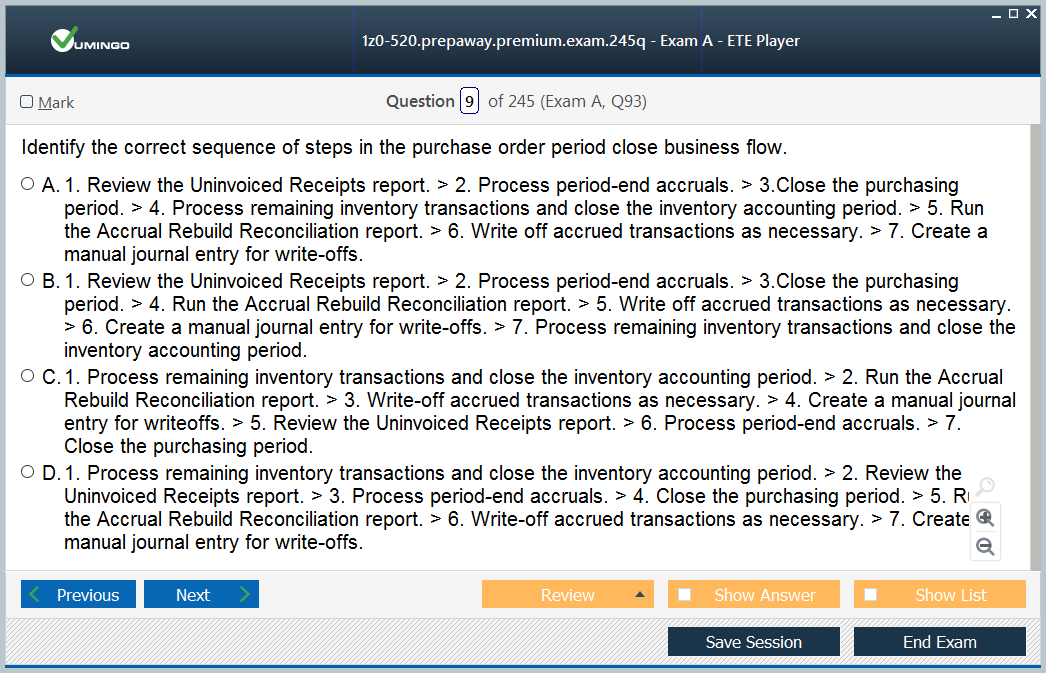 VUMINGO
1z0-520.prepaway.premium.exam.245q - Exam A - ETE Player
Mark
Question 9 of 245 (Exam A, Q93)
Identify the correct sequence of steps in the purchase order period close business flow.
A. 1. Review the Uninvoiced Receipts report. > 2. Process period-end accruals. > 3.Close the purchasing
period. > 4. Process remaining inventory transactions and close the inventory accounting period. > 5. Run
the Accrual Rebuild Reconciliation report. > 6. Write off accrued transactions as necessary. > 7. Create a
manual journal entry for write-offs.
B. 1. Review the Uninvoiced Receipts report. > 2. Process period-end accruals. > 3.Close the purchasing
period. > 4. Run the Accrual Rebuild Reconciliation report. > 5. Write off accrued transactions as necessary.
> 6. Create a manual journal entry for write-offs. > 7. Process remaining inventory transactions and close the
inventory accounting period.
C. 1. Process remaining inventory transactions and close the inventory accounting period. > 2. Run the Accrual
Rebuild Reconciliation report. > 3. Write-off accrued transactions as necessary. > 4. Create a manual journal
entry for writeoffs. > 5. Review the Uninvoiced Receipts report. > 6. Process period-end accruals. > 7.
Close the purchasing period.
D. 1. Process remaining inventory transactions and close the inventory accounting period. > 2. Review the
Uninvoiced Receipts report. > 3. Process period-end accruals. > 4. Close the purchasing period. > 5.
the Accrual Rebuild Reconciliation report. > 6. Write-off accrued transactions as necessary. > 7. Create
manual journal entry for write-offs.
Previous
Next
Review
Show Answer
Show List
Save Session
End Exam